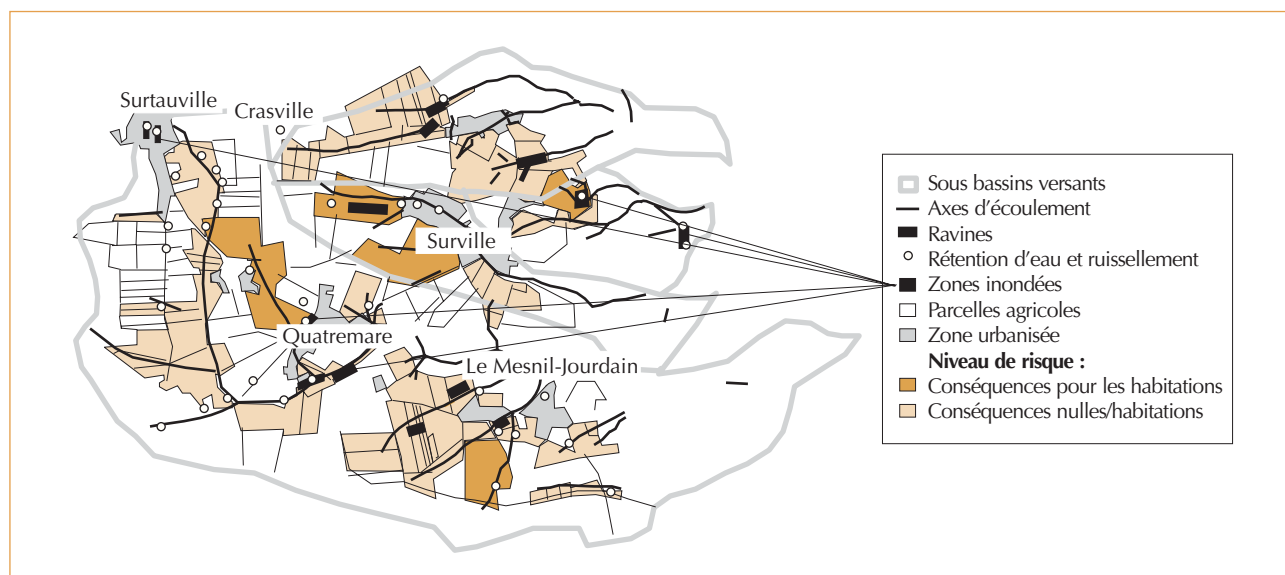 Surtauville
Crasville
Surville
Quatremare
Le Mesnil-Jourdain
Sous bassins versants
Axes d'écoulement
Ravines
Rétention d'eau et ruissellement
Zones inondées
Parcelles agricoles
Zone urbanisée
Niveau de risque :
Conséquences pour les habitations
Conséquences nulles/habitations